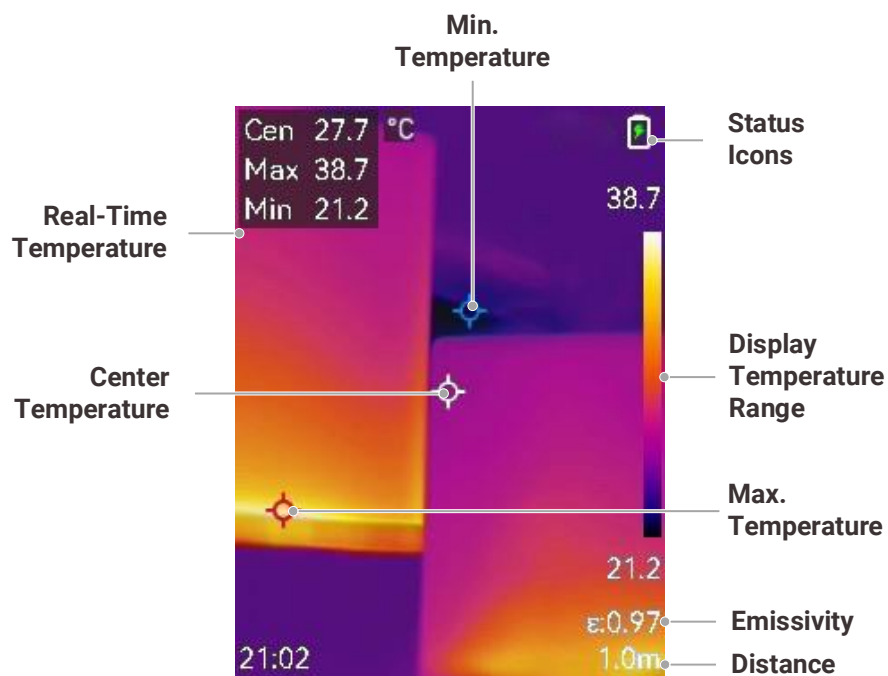 Min.
Temperature
Cen 27.7 °C
Max 38.7
Min 21.2
Status
Icons
38.7
Real-Time
Temperature
Center
Temperature
Display
Temperature
Range
Max.
Temperature
21.2
ε:0.97
Emissivity
21:02
1.0m
Distance